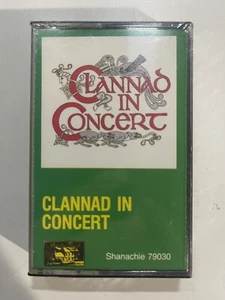 CLANNAD
IN
CONCERT
CLANNAD IN
CONCERT
Shanachie 79030